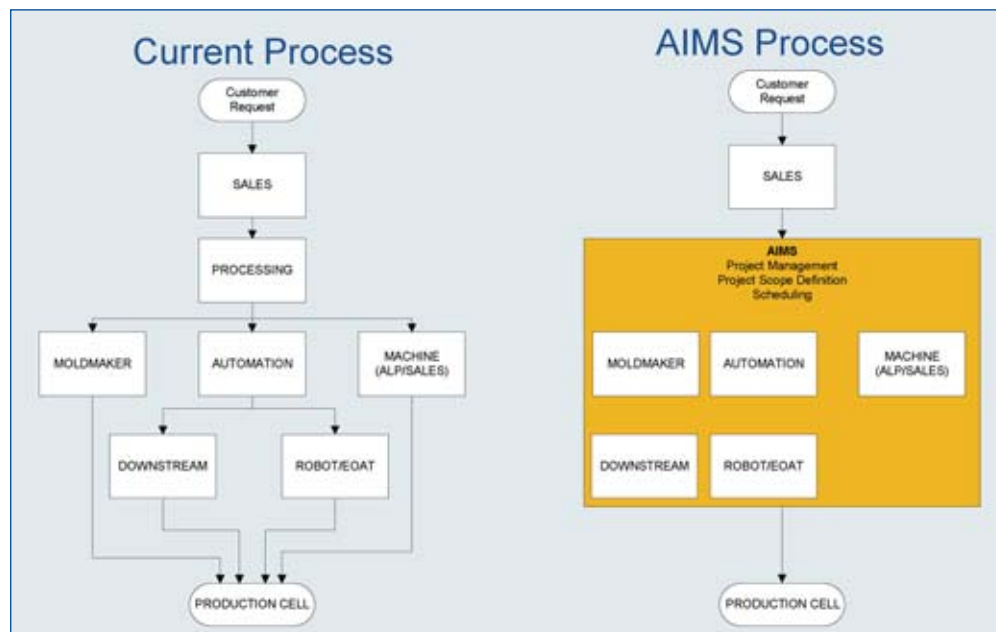 Current Process
Customer
Request
SALES
PROCESSING
MOLDMAKER
AUTOMATION
MACHINE
(ALP/SALES)
DOWNSTREAM
ROBOT/EOAT
PRODUCTION CELL
AIMS Process
Customer
Request
SALES
AIMS
Project Management
Project Scope Definition
Scheduling
MOLDMAKER
AUTOMATION
MACHINE
(ALP/SALES)
DOWNSTREAM
ROBOT/EOAT
PRODUCTION CELL